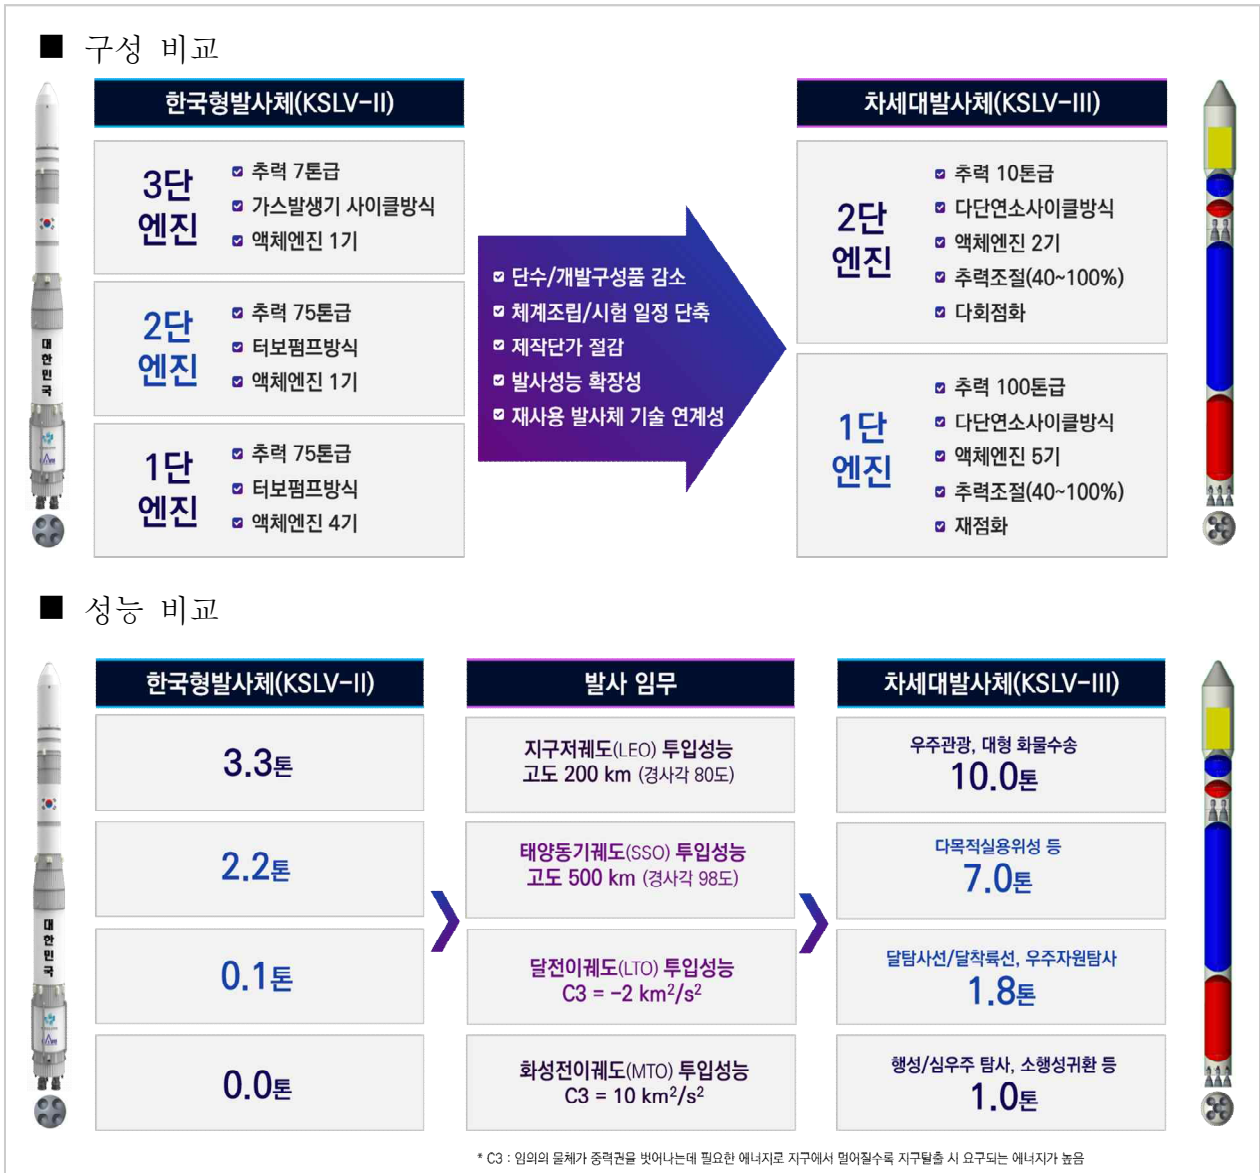 ■ 구성 비교
한국형발사체(KSLV-II)
3단
엔진
추력 7톤급
가스발생기 사이클방식
액체엔진 1기
2단
엔진
추력 75톤급
터보펌프방식
액체엔진 1기
1단
엔진
추력 75톤급
터보펌프방식
액체엔진 4기
단수/개발구성품 감소
체계조립/시험 일정 단축
제작단가 절감
발사성능 확장성
재사용 발사체 기술 연계성
차세대발사체(KSLV-III)
2단
엔진
추력 10톤급
다단연소사이클방식
액체엔진 2기
추력조절(40~100%)
다회점화
1단
엔진
추력 100톤급
다단연소사이클방식
액체엔진 5기
추력조절(40~100%)
재점화
대한민국
■ 성능 비교
한국형발사체(KSLV-II)
발사 임무
차세대발사체(KSLV-III)
3.3톤
지구저궤도(LEO) 투입성능
고도 200 km (경사각 80도)
우주관광, 대형 화물수송
10.0톤
2.2톤
태양동기궤도(SSO) 투입성능
고도 500 km (경사각 98도)
다목적실용위성 등
7.0톤
0.1톤
달전이궤도(LTO) 투입성능
C3 = -2 km²/s²
달탐사선/달착륙선, 우주자원탐사
1.8톤
0.0톤
화성전이궤도(MTO) 투입성능
C3 = 10 km²/s²
행성/심우주 탐사, 소행성귀환 등
1.0톤
대한민국
* C3 : 임의의 물체가 중력권을 벗어나는데 필요한 에너지로 지구에서 멀어질수록 지구탈출 시 요구되는 에너지가 높음